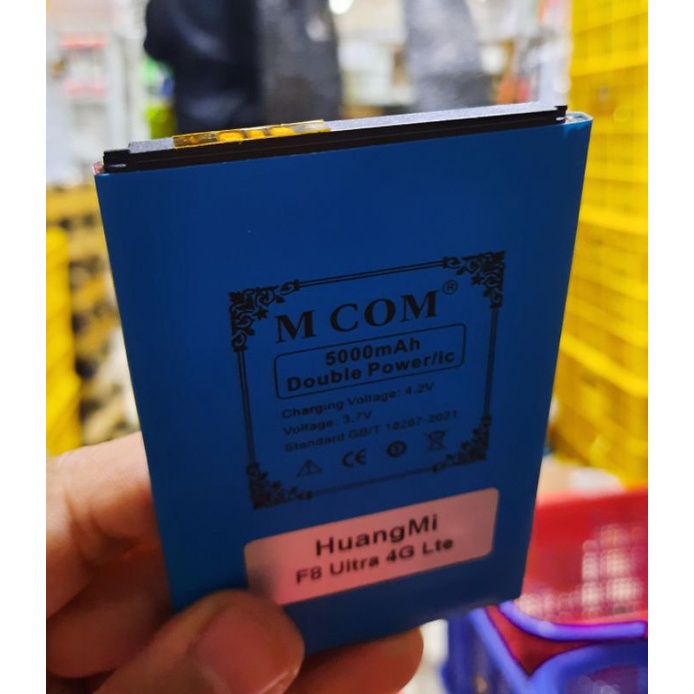 M COM®
5000mAh
Double Power/ic
Charging Voltage: 4.2V
Voltage: 3.7V
Standard GB/T 18287-2021
CE
HuangMi
F8 Ultra 4G Lte